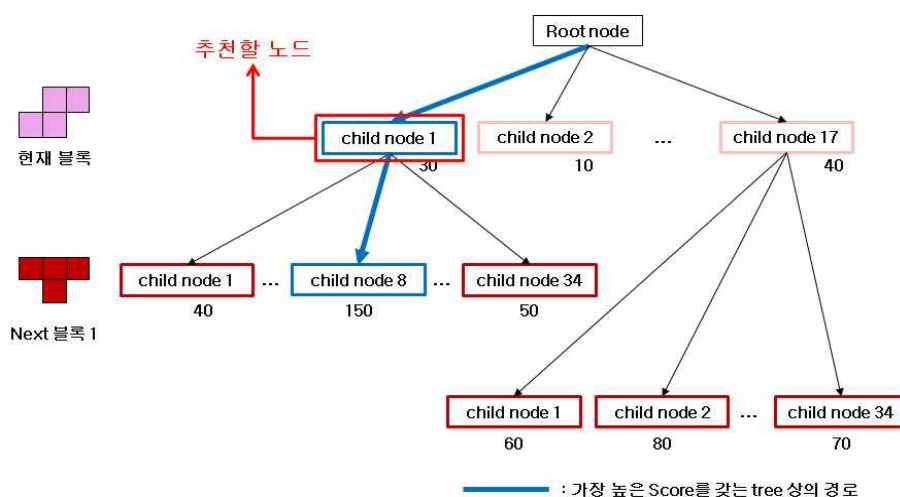 Root node
추천할 노드
현재 블록
child node 1
30
child node 2
10
...
child node 17
40
Next 블록 1
child node 1
40
...
child node 8
150
...
child node 34
50
child node 1
60
child node 2
80
...
child node 34
70
: 가장 높은 Score를 갖는 tree 상의 경로